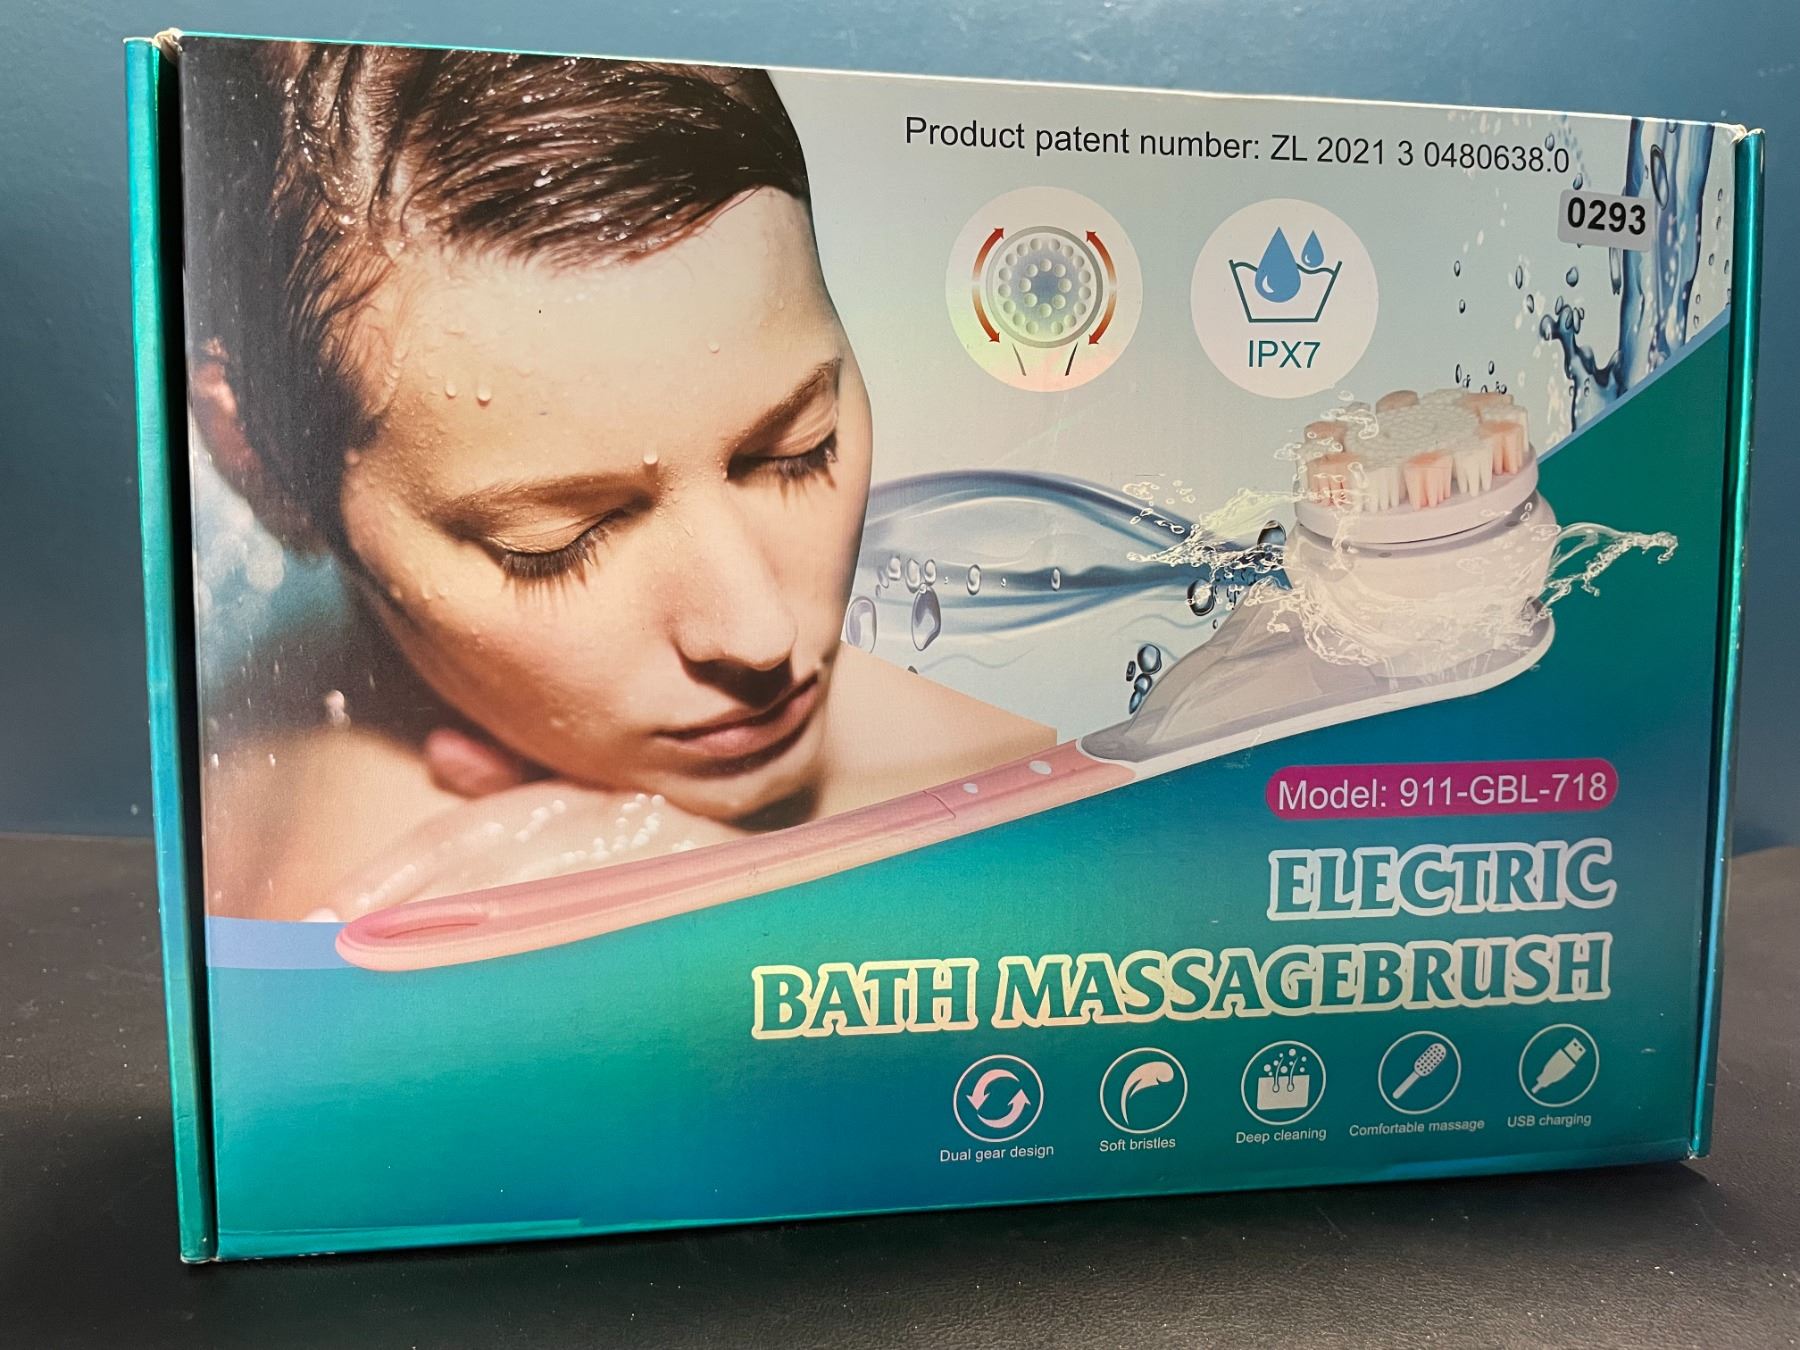 Product patent number: ZL 2021 3 0480638.0
0293
IPX7
Model: 911-GBL-718
ELECTRIC
BATH MASSAGEBRUSH
Dual gear design
Soft bristles
Deep cleaning
Comfortable massage
USB charging